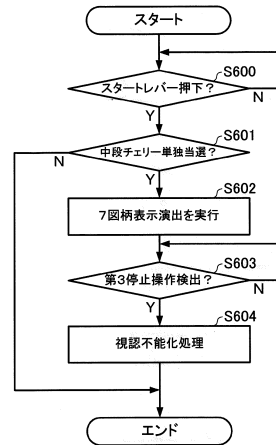 スタート
S600
スタートレバー押下？
N
Y
S601
中段チェリー単独当選？
N
Y
S602
7図柄表示演出を実行
S603
第3停止操作検出？
N
Y
S604
視認不能化処理
エンド